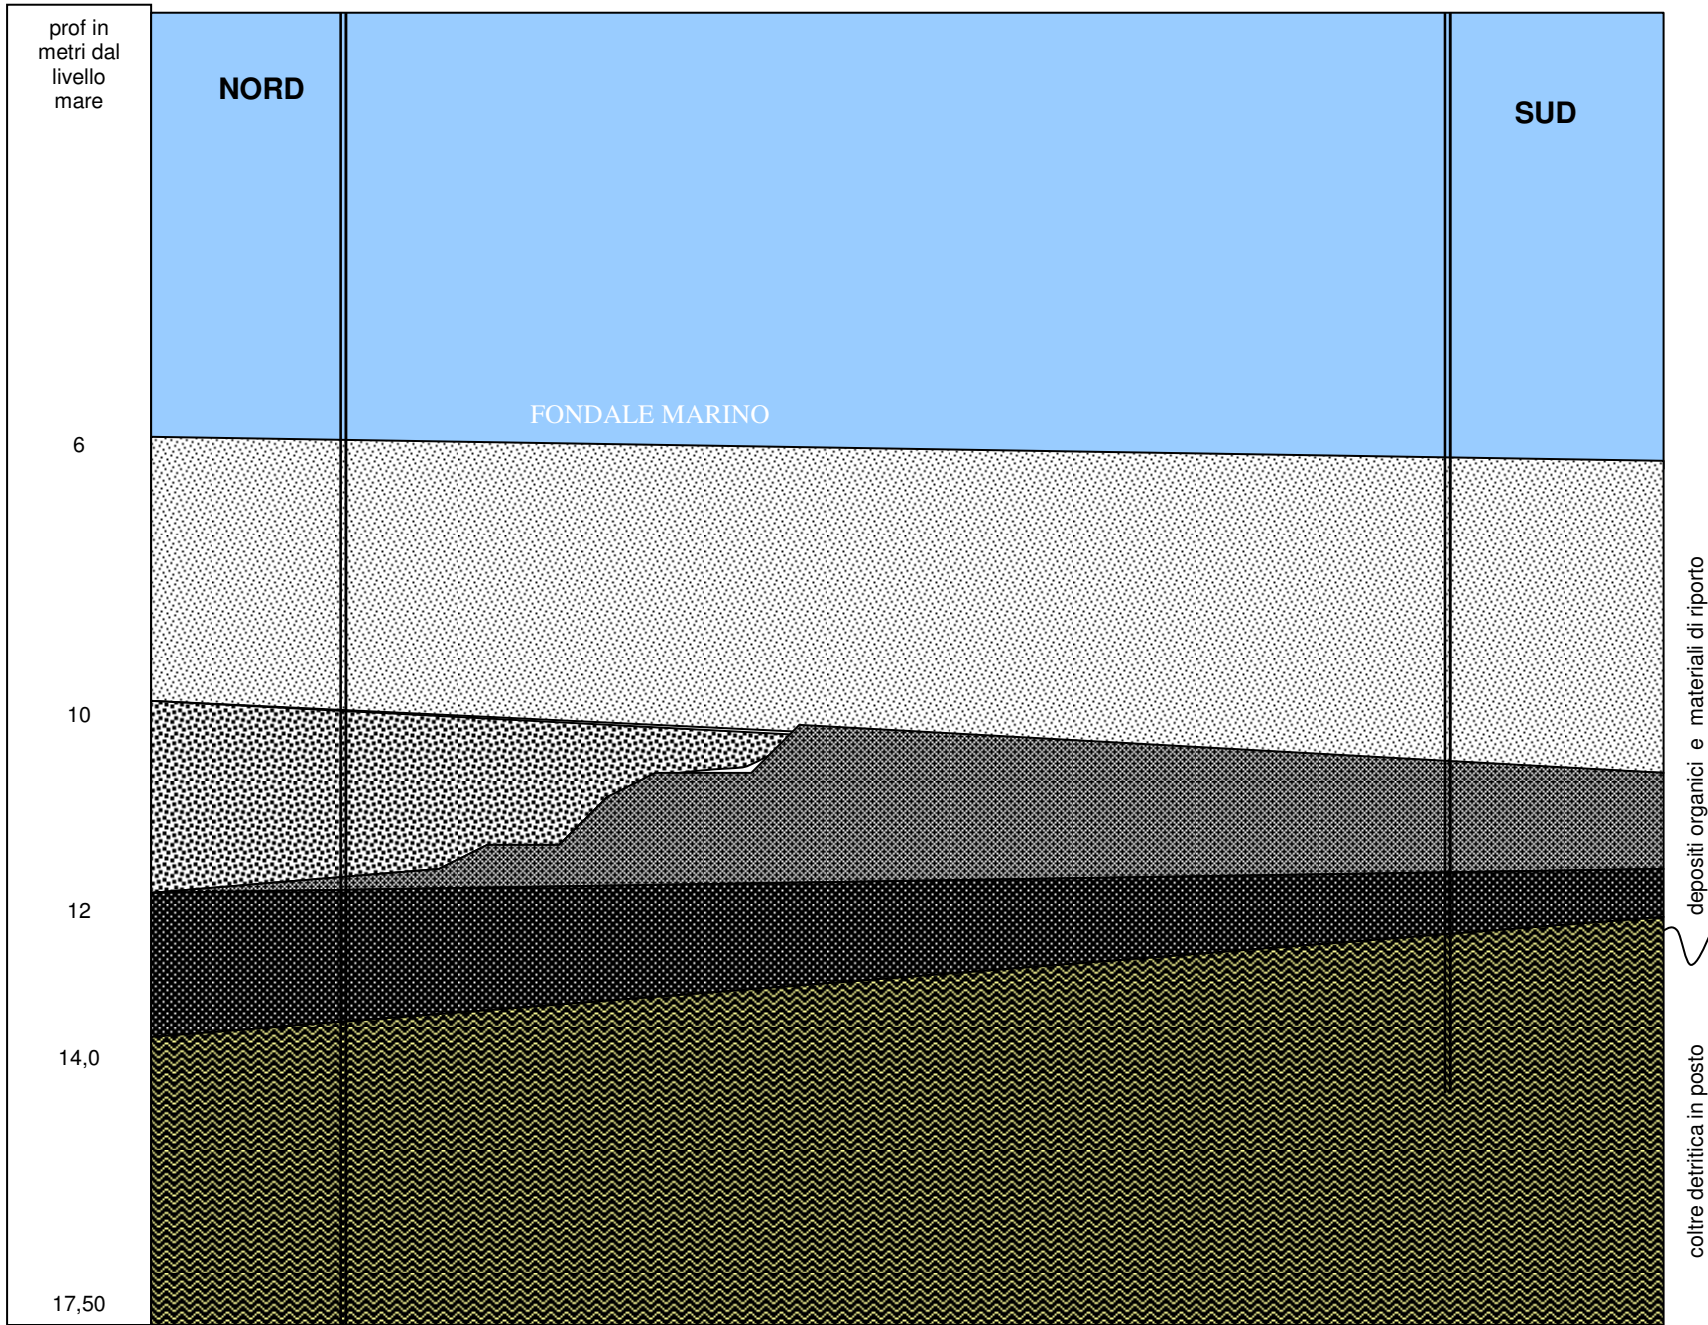 prof in
metri dal
livello
mare
NORD
SUD
FONDALE MARINO
6
10
12
14,0
17,50
depositi organici e materiali di riporto
coltre detritica in posto